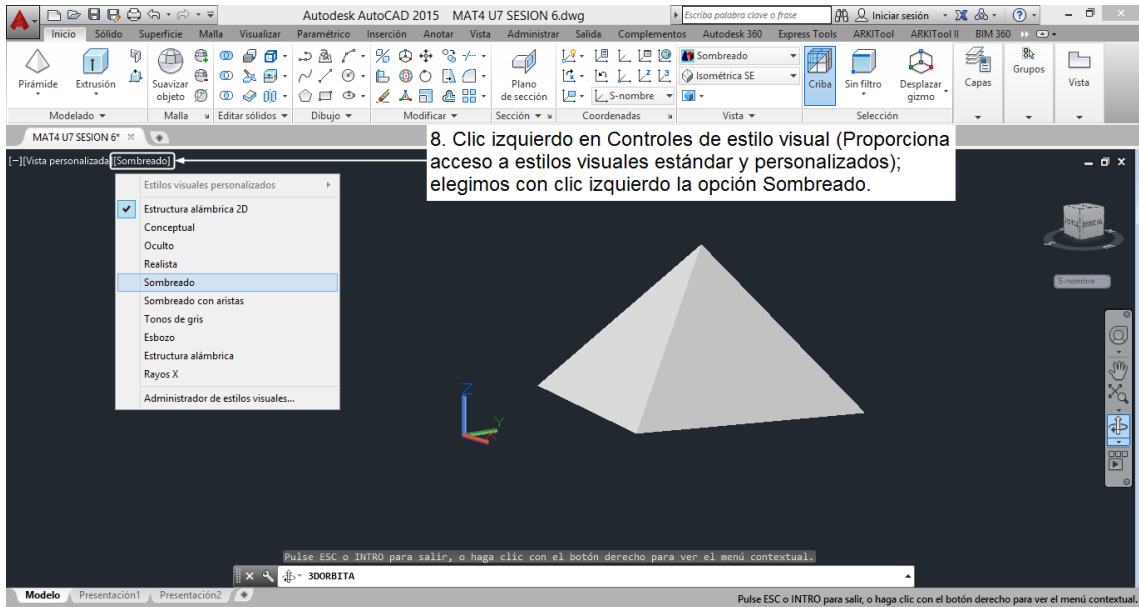 Autodesk AutoCAD 2015 MAT4 U7 SESION 6.dwg
Escriba palabra clave o frase
Iniciar sesión
Inicio Sólido Superficie Malla Visualizar Paramétrico Inserción Anotar Vista Administrar Salida Complementos Autodesk 360 Express Tools ARKITool ARKITool II BIM 360
Pirámide
Extrusión
Suavizar
objeto
Plano
de sección
S-nombre
Sombreado
Isométrica SE
Criba
Sin filtro
Desplazar
gizmo
Capas
Grupos
Vista
Modelado Malla Editar sólidos Dibujo Modificar Sección Coordenadas Vista Selección
MAT4 U7 SESION 6*
8. Clic izquierdo en Controles de estilo visual (Proporciona
acceso a estilos visuales estándar y personalizados);
elegimos con clic izquierdo la opción Sombreado.
[−][Vista personalizada][Sombreado]
Estilos visuales personalizados
Estructura alámbrica 2D
Conceptual
Oculto
Realista
Sombreado
Sombreado con aristas
Tonos de gris
Esbozo
Estructura alámbrica
Rayos X
Administrador de estilos visuales...
S-nombre
Z
Y
X
Pulse ESC o INTRO para salir, o haga clic con el botón derecho para ver el menú contextual.
3DORBITA
Modelo Presentación1 Presentación2
Pulse ESC o INTRO para salir, o haga clic con el botón derecho para ver el menú contextual.